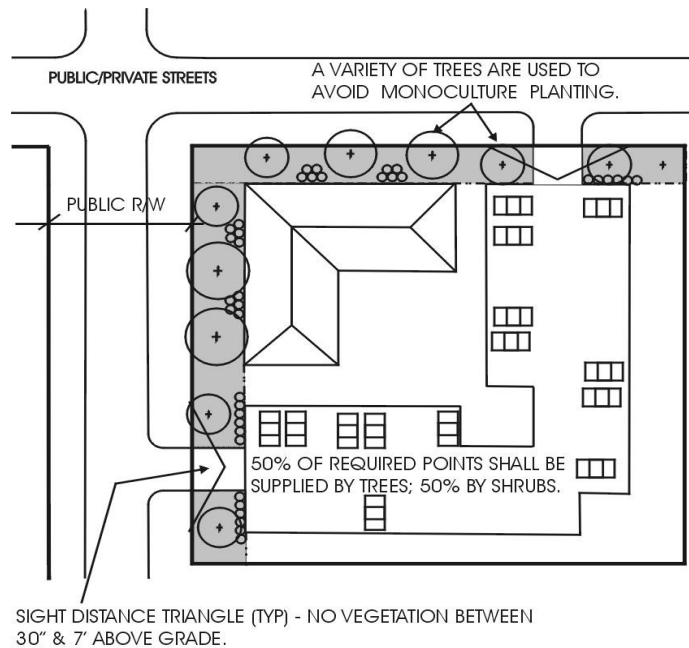 A VARIETY OF TREES ARE USED TO
AVOID MONOCULTURE PLANTING.
PUBLIC/PRIVATE STREETS
PUBLIC R/W
50% OF REQUIRED POINTS SHALL BE
SUPPLIED BY TREES; 50% BY SHRUBS.
SIGHT DISTANCE TRIANGLE (TYP) - NO VEGETATION BETWEEN
30" & 7' ABOVE GRADE.